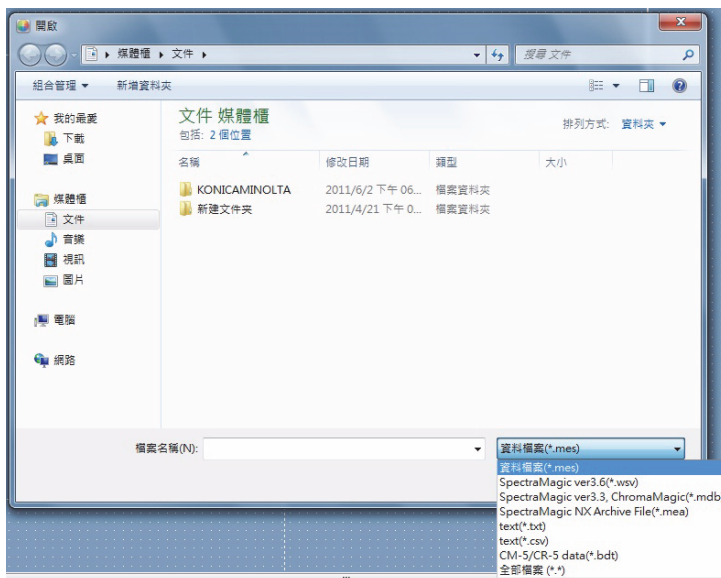 開啟
媒體櫃 ▸ 文件 ▸
搜尋 文件
組合管理 ▼ 新增資料夾
我的最愛
下載
桌面
媒體櫃
文件
音樂
視訊
圖片
電腦
網路
文件 媒體櫃
包括: 2 個位置
排列方式: 資料夾 ▼
名稱 修改日期 類型 大小
KONICAMINOLTA 2011/6/2 下午 06... 檔案資料夾
新建文件夹 2011/4/21 下午 0... 檔案資料夾
檔案名稱(N):
資料檔案(*.mes)
資料檔案(*.mes)
SpectraMagic ver3.6(*.wsv)
SpectraMagic ver3.3, ChromaMagic(*.mdb
SpectraMagic NX Archive File(*.mea)
text(*.txt)
text(*.csv)
CM-5/CR-5 data(*.bdt)
全部檔案 (*.*)